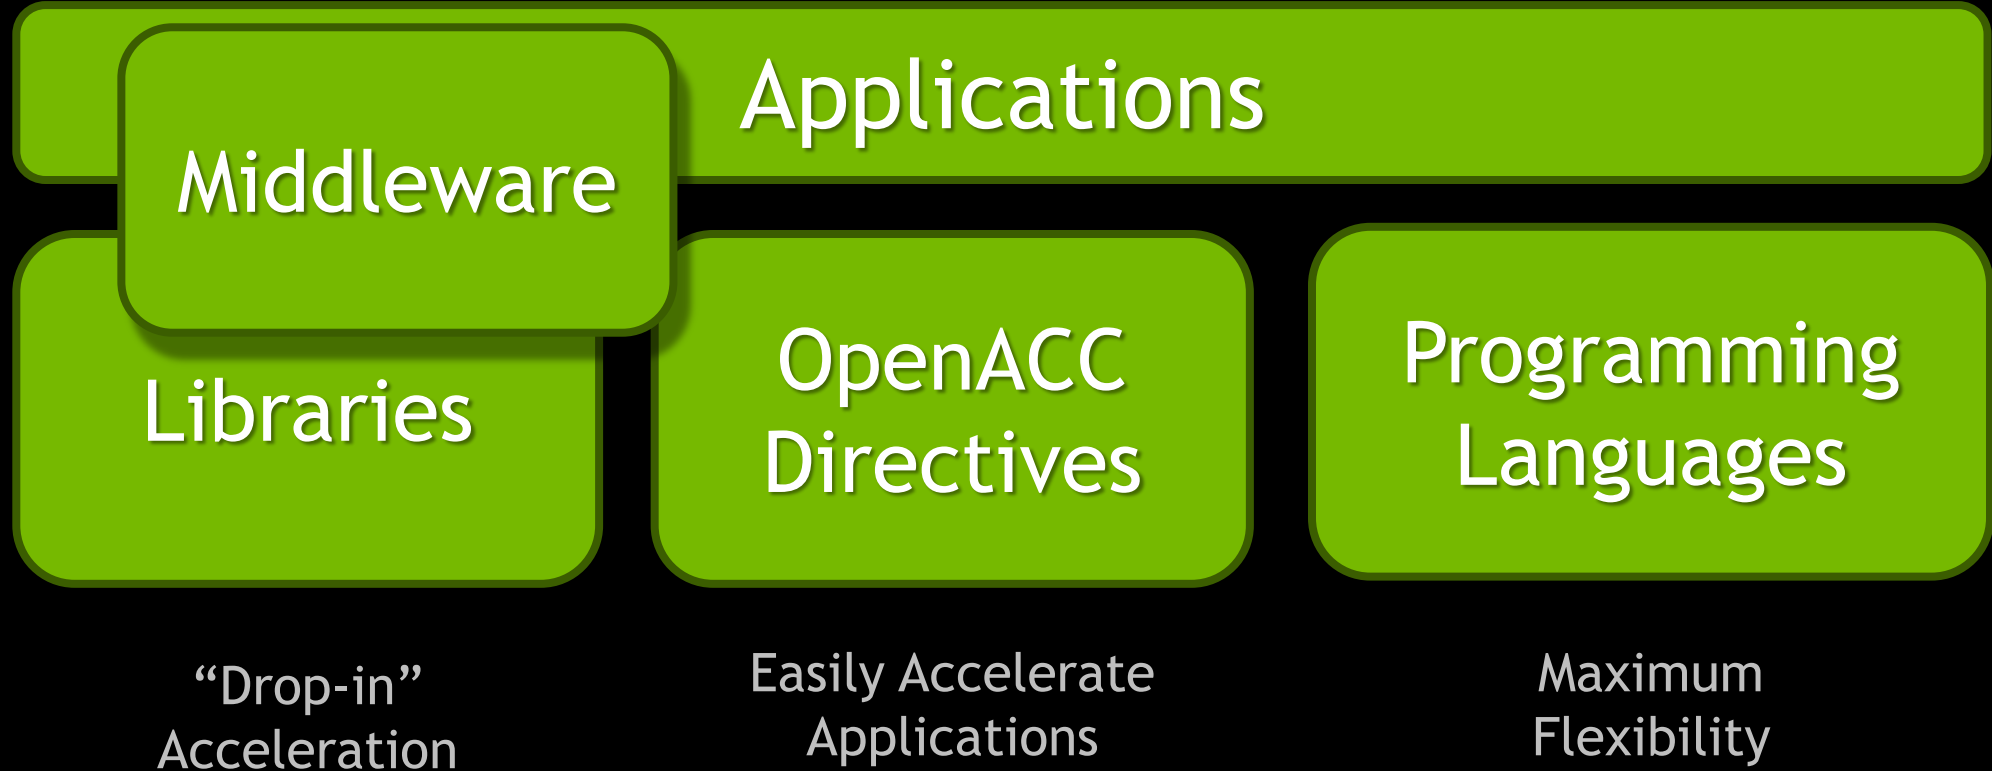 Applications
Middleware
Libraries
OpenACC
Directives
Programming
Languages
“Drop-in”
Acceleration
Easily Accelerate
Applications
Maximum
Flexibility